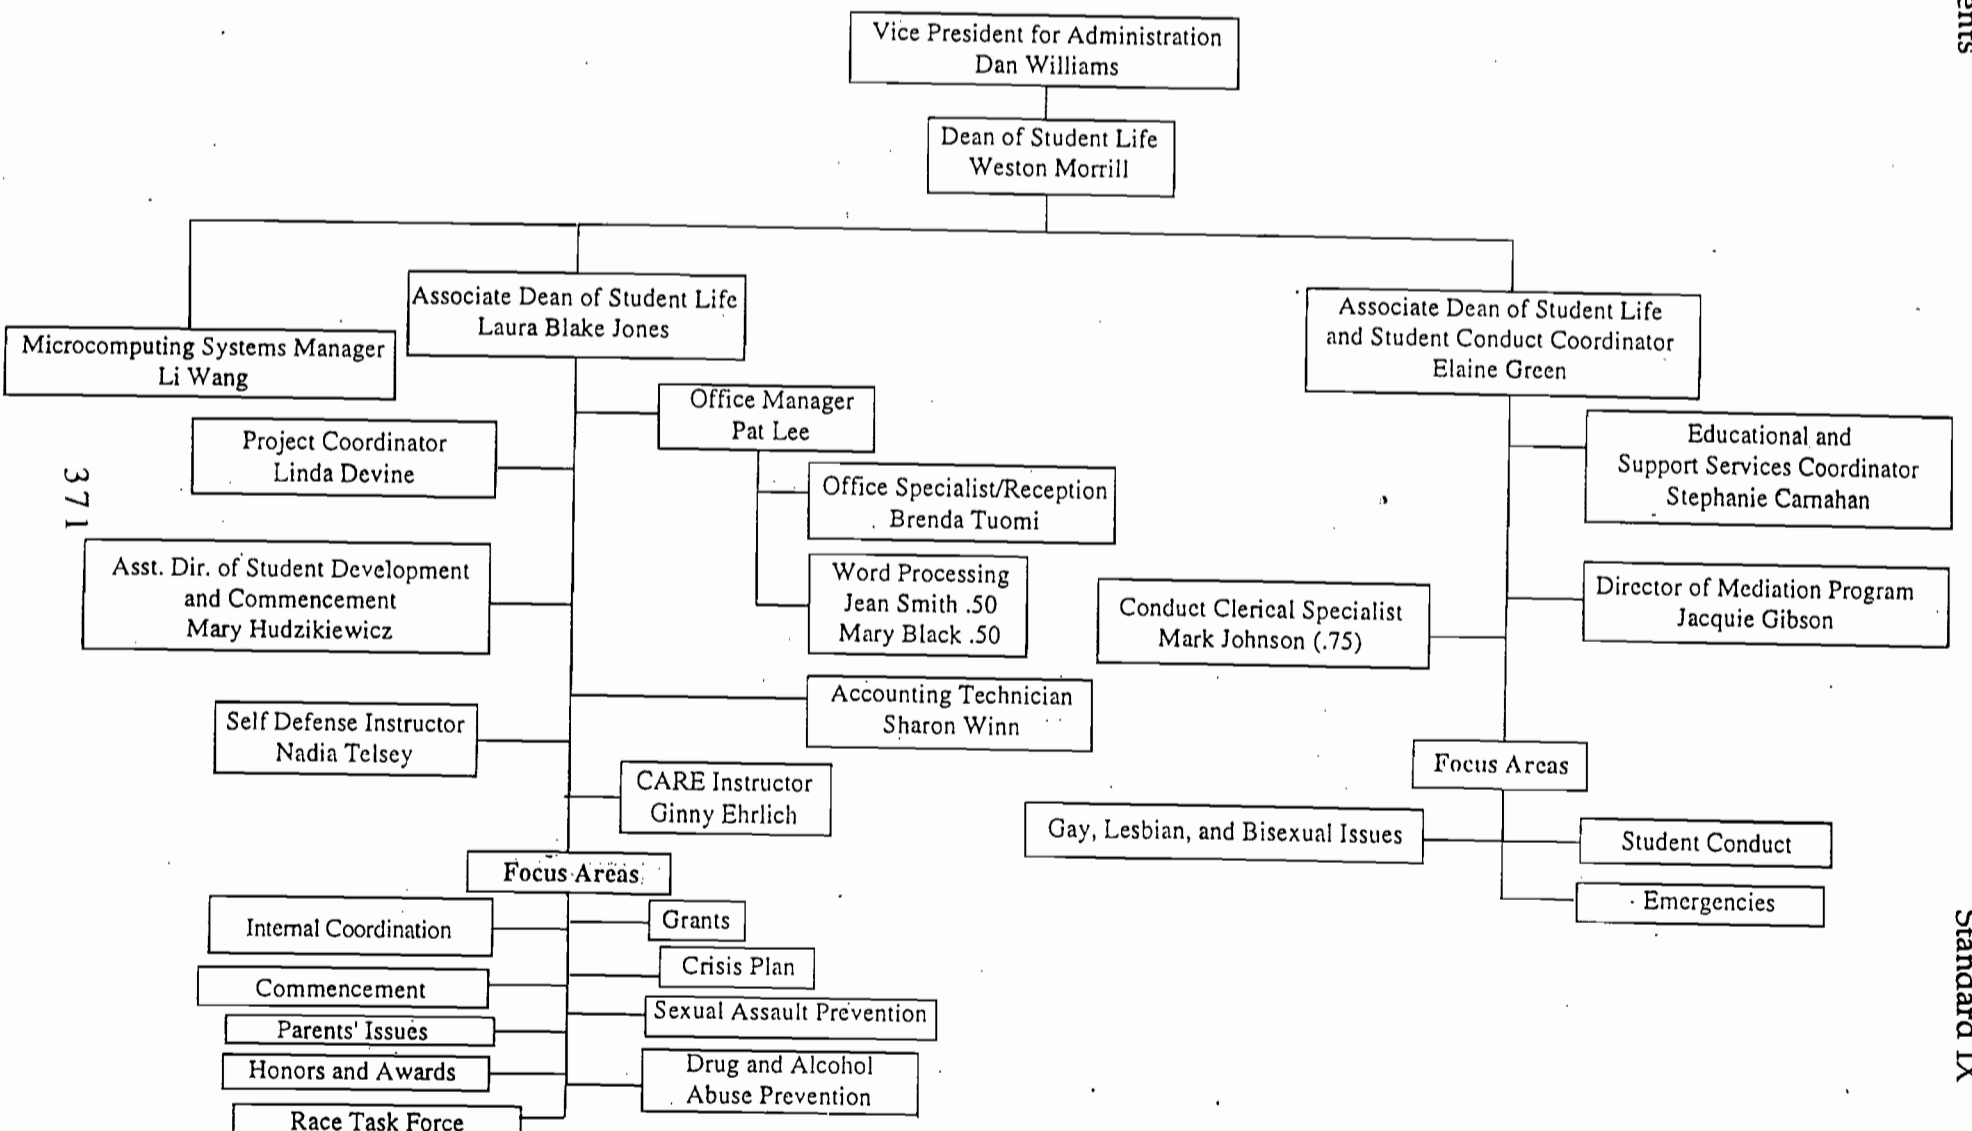 Vice President for Administration
Dan Williams
Dean of Student Life
Weston Morrill
Microcomputing Systems Manager
Li Wang
Associate Dean of Student Life
Laura Blake Jones
Associate Dean of Student Life
and Student Conduct Coordinator
Elaine Green
Office Manager
Pat Lee
Project Coordinator
Linda Devine
Office Specialist/Reception
Brenda Tuomi
Educational and
Support Services Coordinator
Stephanie Carnahan
Asst. Dir. of Student Development
and Commencement
Mary Hudzikiewicz
Word Processing
Jean Smith .50
Mary Black .50
Conduct Clerical Specialist
Mark Johnson (.75)
Director of Mediation Program
Jacquie Gibson
Self Defense Instructor
Nadia Telsey
Accounting Technician
Sharon Winn
CARE Instructor
Ginny Ehrlich
Focus Areas
Gay, Lesbian, and Bisexual Issues
Student Conduct
Emergencies
Focus Areas
Internal Coordination
Grants
Commencement
Crisis Plan
Parents' Issues
Sexual Assault Prevention
Honors and Awards
Drug and Alcohol
Abuse Prevention
Race Task Force
371
ents
Standard IX